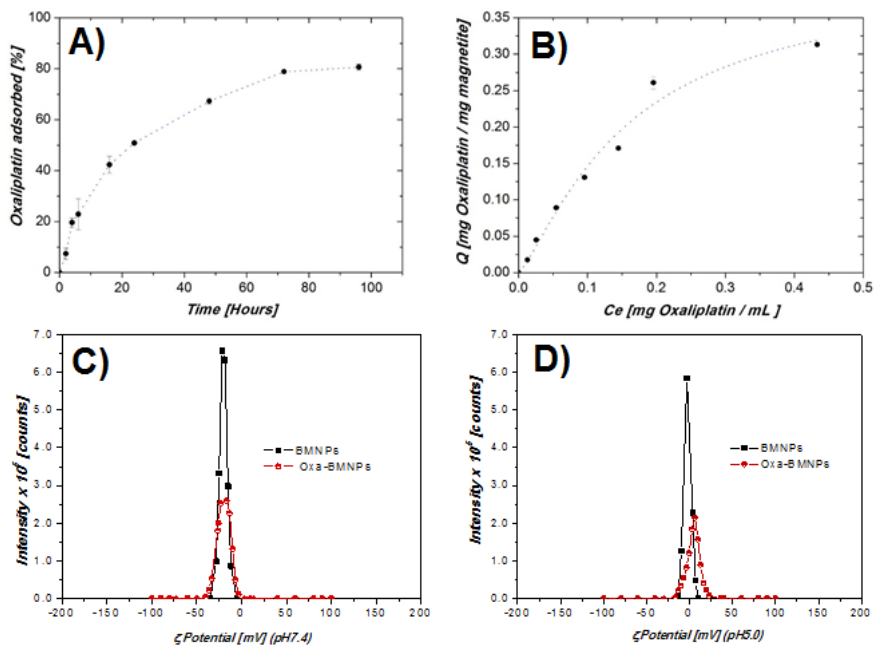 A)
Oxaliplatin adsorbed [%]
100
80
60
40
20
0
0 20 40 60 80 100
Time [Hours]
B)
Q [mg Oxaliplatin / mg magnetite]
0.35
0.30
0.25
0.20
0.15
0.10
0.05
0.00
0.0 0.1 0.2 0.3 0.4 0.5
Ce [mg Oxaliplatin / mL ]
C)
Intensity x 10⁶ [counts]
7.0
6.0
5.0
4.0
3.0
2.0
1.0
0.0
BMNPs
Oxa-BMNPs
-200 -150 -100 -50 0 50 100 150 200
ζ Potential [mV] (pH7.4)
D)
Intensity x 10⁶ [counts]
7.0
6.0
5.0
4.0
3.0
2.0
1.0
0.0
BMNPs
Oxa-BMNPs
-200 -150 -100 -50 0 50 100 150 200
ζ Potential [mV] (pH5.0)